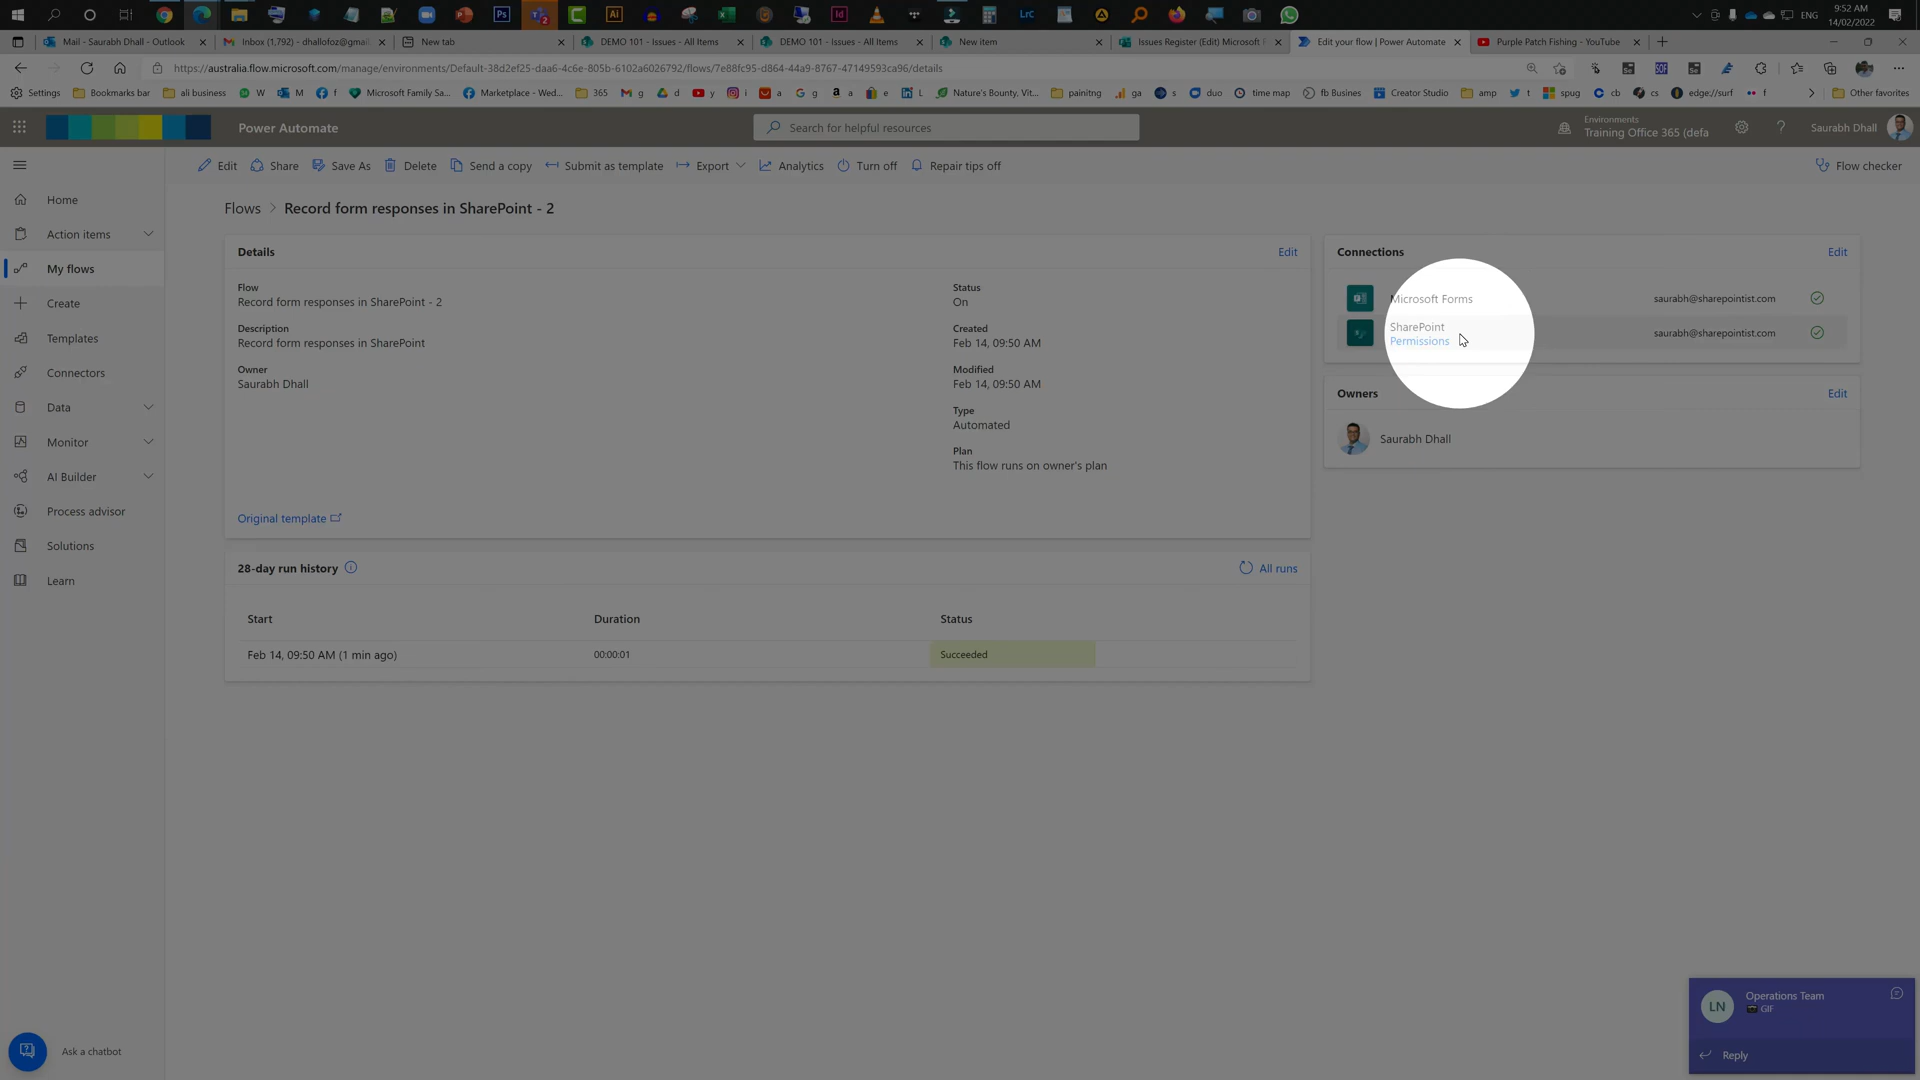 9:52 AM
ENG
14/02/2022
Mail - Saurabh Dhall - Outlook
Inbox (1,792) - dhallofoz@gmai
New tab
DEMO 101 - Issues - All Items
DEMO 101 - Issues - All Items
New item
Issues Register (Edit) Microsoft F
Edit your flow | Power Automate
Purple Patch Fishing - YouTube
https://australia.flow.microsoft.com/manage/environments/Default-38d2ef25-daa6-4c6e-805b-6102a6026792/flows/7e88fc95-d864-44a9-8767-47149593ca96/details
Settings
Bookmarks bar
ali business
W
M
f
Microsoft Family Sa...
Marketplace - Wed...
365
g
d
y
i
a
g
a
e
L
Nature's Bounty, Vit...
painitng
ga
s
duo
time map
fb Busines
Creator Studio
amp
t
spug
cb
cs
edge://surf
f
Other favorites
Power Automate
Search for helpful resources
Environments
Training Office 365 (defa
Saurabh Dhall
Edit
Share
Save As
Delete
Send a copy
Submit as template
Export
Analytics
Turn off
Repair tips off
Flow checker
Home
Action items
My flows
Create
Templates
Connectors
Data
Monitor
AI Builder
Process advisor
Solutions
Learn
Ask a chatbot
Flows > Record form responses in SharePoint - 2
Details
Edit
Flow
Record form responses in SharePoint - 2
Description
Record form responses in SharePoint
Owner
Saurabh Dhall
Status
On
Created
Feb 14, 09:50 AM
Modified
Feb 14, 09:50 AM
Type
Automated
Plan
This flow runs on owner's plan
Original template
28-day run history
All runs
Start
Duration
Status
Feb 14, 09:50 AM (1 min ago)
00:00:01
Succeeded
Connections
Edit
Microsoft Forms
saurabh@sharepointist.com
SharePoint
Permissions
saurabh@sharepointist.com
Owners
Edit
Saurabh Dhall
LN
Operations Team
GIF
Reply